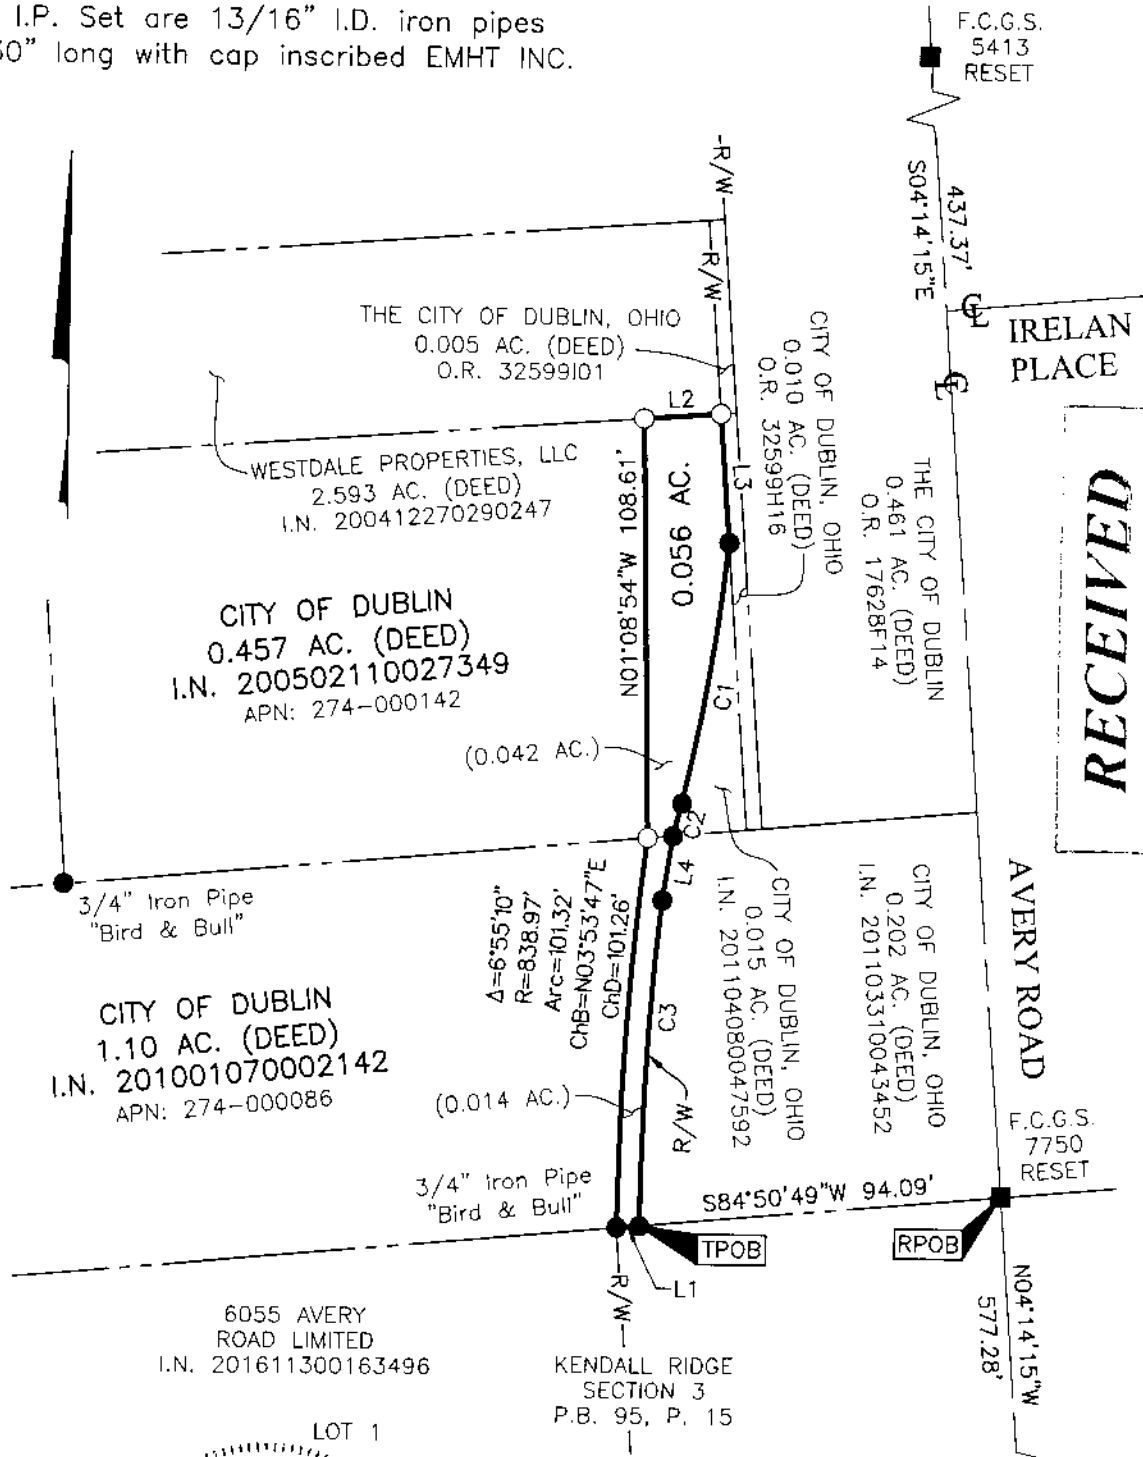 I.P. Set are 13/16" I.D. iron pipes
30" long with cap inscribed EMHT INC.
F.C.G.S.
5413
RESET
R/W
437.37'
S04°14'15"E
R/W
THE CITY OF DUBLIN, OHIO
0.005 AC. (DEED)
O.R. 32599I01
CITY OF DUBLIN, OHIO
0.010 AC. (DEED)
O.R. 32599H16
IRELAN
PLACE
L2
L3
WESTDALE PROPERTIES, LLC
2.593 AC. (DEED)
I.N. 200412270290247
N01°08'54"W 108.61'
0.056 AC.
THE CITY OF DUBLIN
0.461 AC. (DEED)
O.R. 17628F14
RECEIVED
CITY OF DUBLIN
0.457 AC. (DEED)
I.N. 200502110027349
APN: 274-000142
C1
(0.042 AC.)
C2
L4
3/4" Iron Pipe
"Bird & Bull"
Δ=6°55'10"
R=838.97'
Arc=101.32'
ChB=N03°53'47"E
ChD=101.26'
CITY OF DUBLIN, OHIO
0.015 AC. (DEED)
I.N. 201104080047592
CITY OF DUBLIN, OHIO
0.202 AC. (DEED)
I.N. 201103310043452
AVERY ROAD
C3
CITY OF DUBLIN
1.10 AC. (DEED)
I.N. 201001070002142
APN: 274-000086
(0.014 AC.)
R/W
F.C.G.S.
7750
RESET
3/4" Iron Pipe
"Bird & Bull"
S84°50'49"W 94.09'
TPOB
RPOB
L1
R/W
N04°14'15"W
577.28'
6055 AVERY
ROAD LIMITED
I.N. 201611300163496
KENDALL RIDGE
SECTION 3
P.B. 95, P. 15
LOT 1